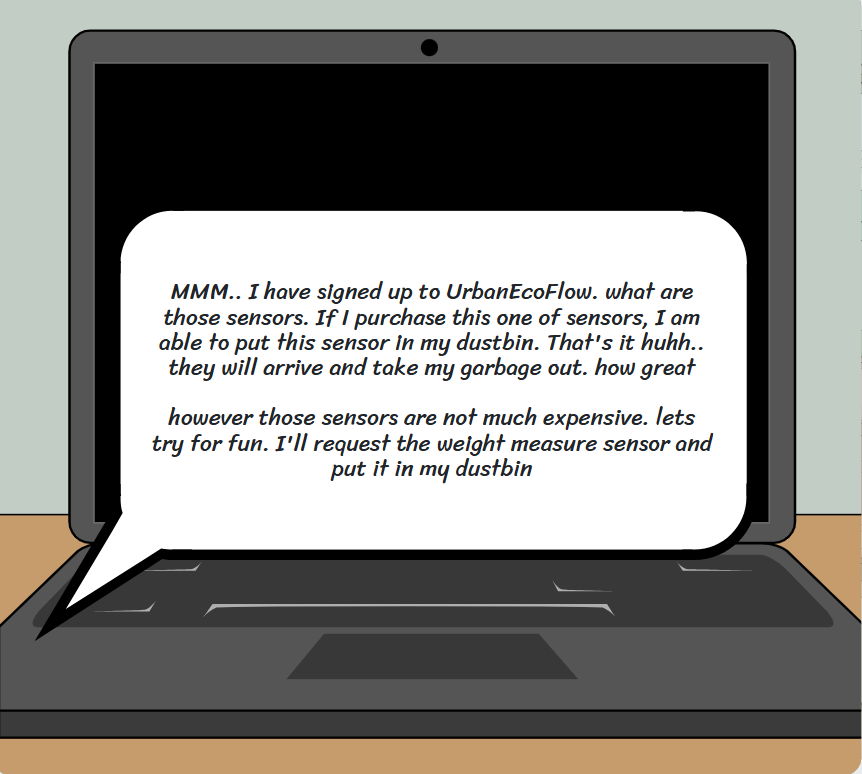 MMM.. I have signed up to UrbanEcoFlow. what are
those sensors. If I purchase this one of sensors, I am
able to put this sensor in my dustbin. That's it huhh..
they will arrive and take my garbage out. how great
however those sensors are not much expensive. lets
try for fun. I'll request the weight measure sensor and
put it in my dustbin